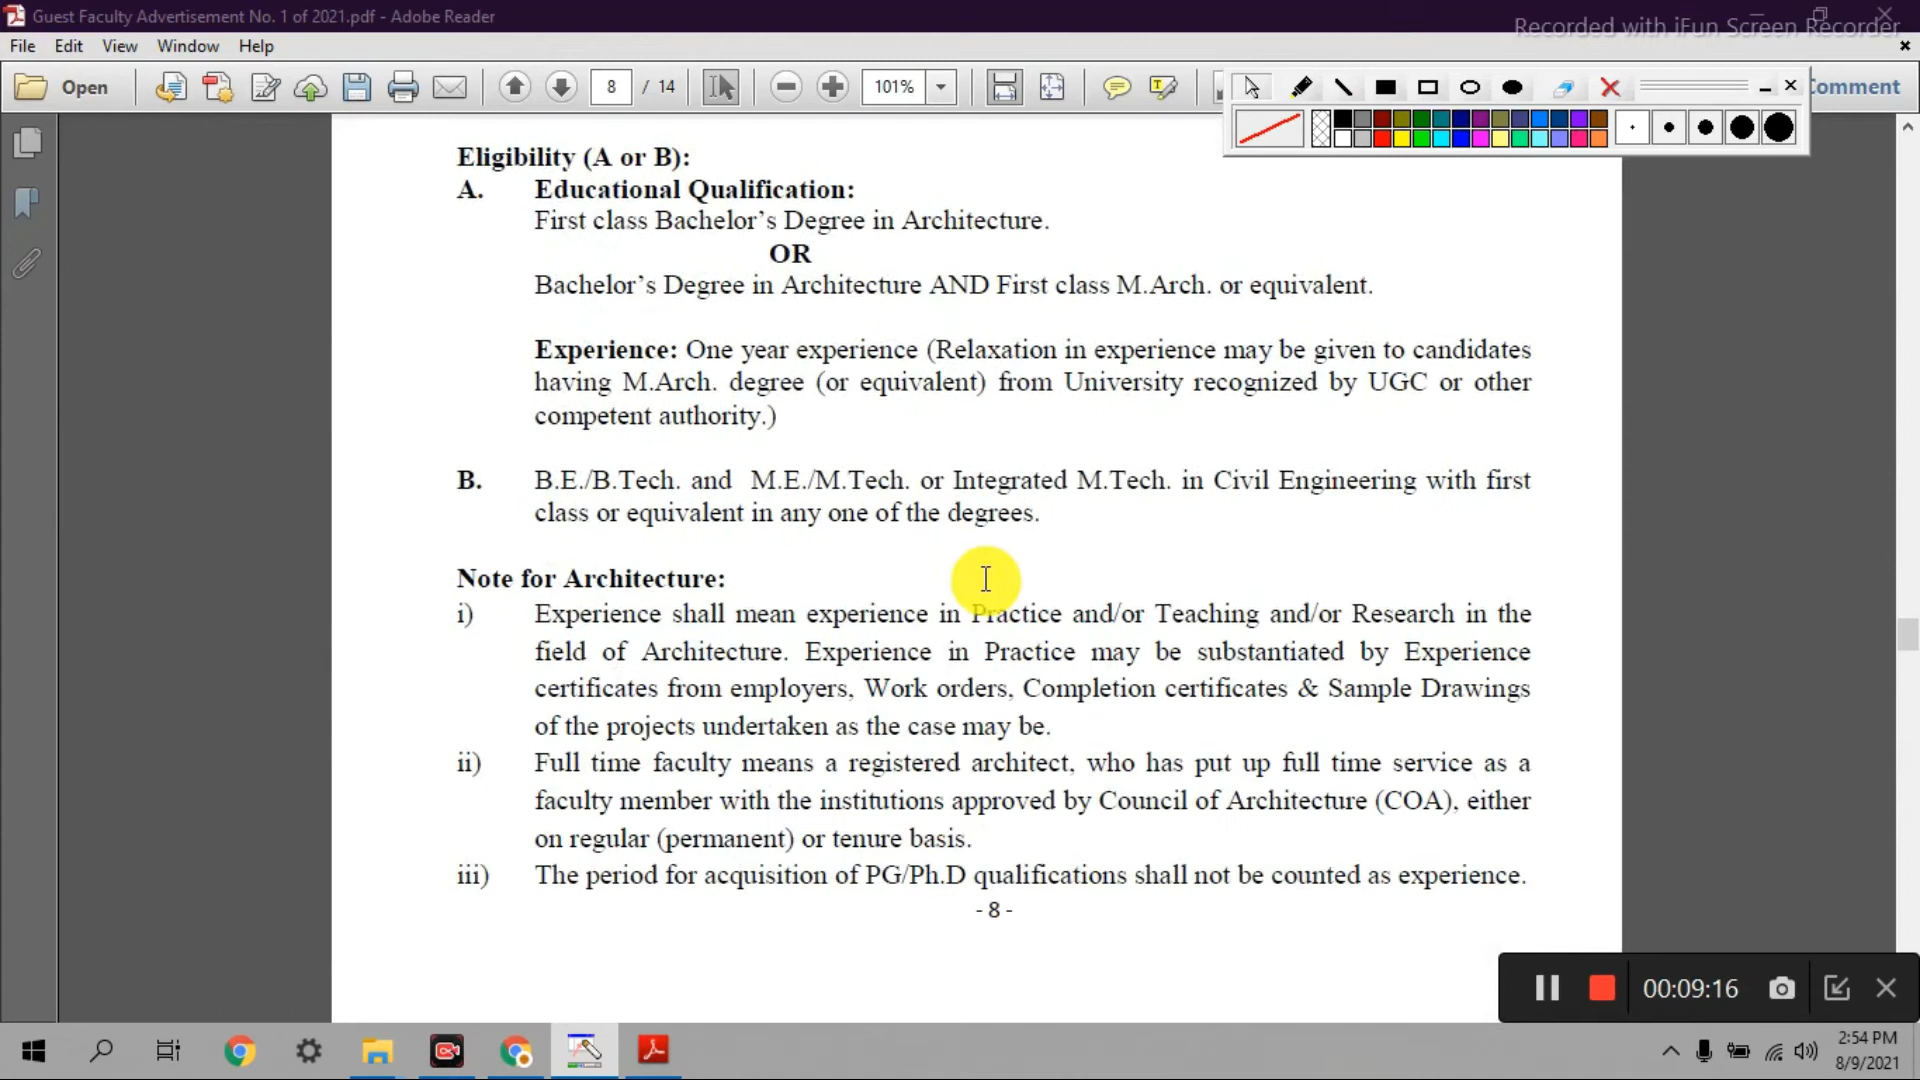 Guest Faculty Advertisement No. 1 of 2021.pdf - Adobe Reader
Recorded with iFun Screen Recorder
File Edit View Window Help
Open 8 / 14 101% Comment
Eligibility (A or B):
A. Educational Qualification:
First class Bachelor’s Degree in Architecture.
OR
Bachelor’s Degree in Architecture AND First class M.Arch. or equivalent.
Experience: One year experience (Relaxation in experience may be given to candidates
having M.Arch. degree (or equivalent) from University recognized by UGC or other
competent authority.)
B. B.E./B.Tech. and M.E./M.Tech. or Integrated M.Tech. in Civil Engineering with first
class or equivalent in any one of the degrees.
Note for Architecture:
i) Experience shall mean experience in Practice and/or Teaching and/or Research in the
field of Architecture. Experience in Practice may be substantiated by Experience
certificates from employers, Work orders, Completion certificates & Sample Drawings
of the projects undertaken as the case may be.
ii) Full time faculty means a registered architect, who has put up full time service as a
faculty member with the institutions approved by Council of Architecture (COA), either
on regular (permanent) or tenure basis.
iii) The period for acquisition of PG/Ph.D qualifications shall not be counted as experience.
- 8 -
00:09:16
2:54 PM
8/9/2021